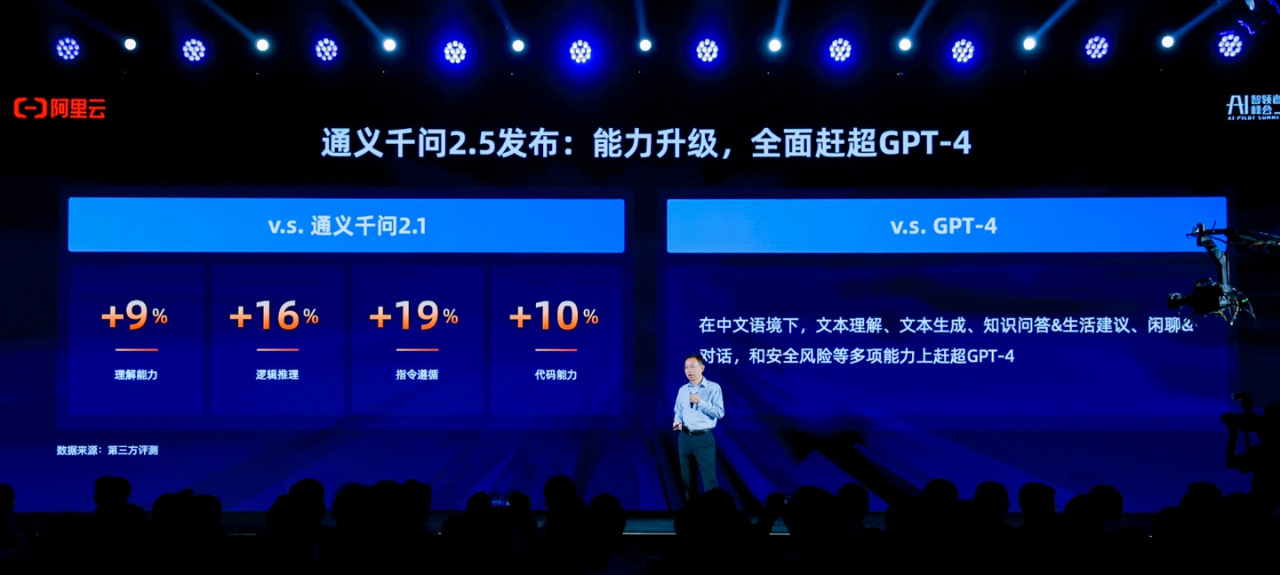 阿里云
AI 智领者
峰会
AI PILOT SUMMIT
通义千问2.5发布：能力升级，全面赶超GPT-4
v.s. 通义千问2.1
+9%
+16%
+19%
+10%
理解能力
逻辑推理
指令遵循
代码能力
数据来源：第三方评测
v.s. GPT-4
在中文语境下，文本理解、文本生成、知识问答&生活建议、闲聊&
对话，和安全风险等多项能力上赶超GPT-4